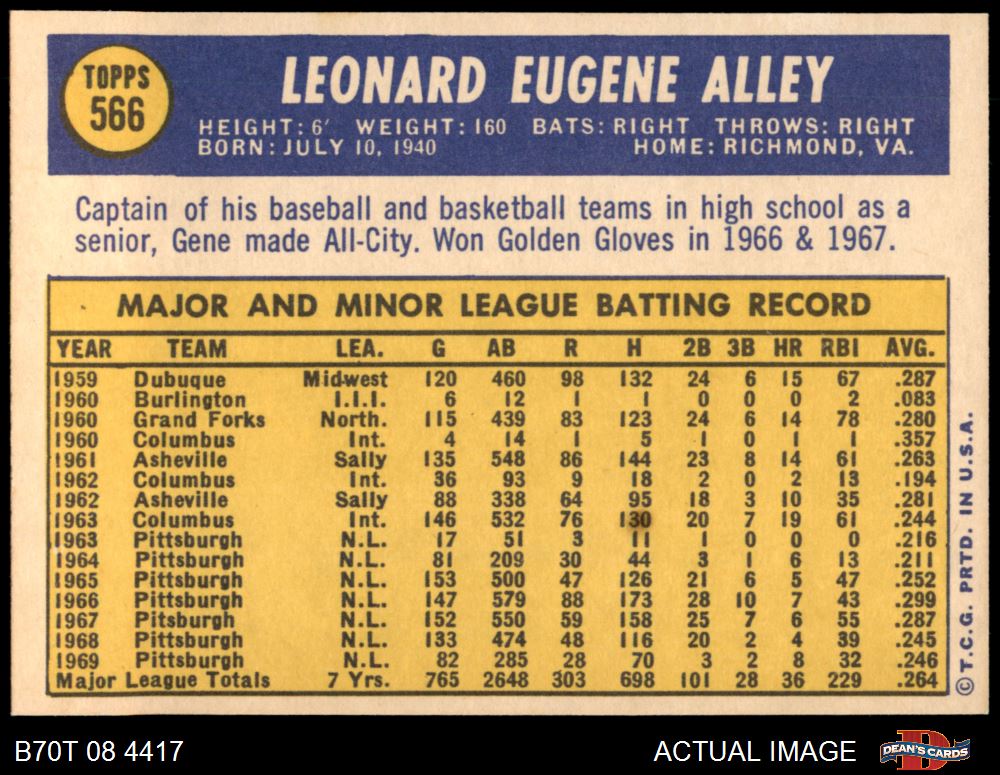 TOPPS
566
LEONARD EUGENE ALLEY
HEIGHT: 6' WEIGHT: 160 BATS: RIGHT THROWS: RIGHT
BORN: JULY 10, 1940 HOME: RICHMOND, VA.
Captain of his baseball and basketball teams in high school as a
senior, Gene made All-City. Won Golden Gloves in 1966 & 1967.
MAJOR AND MINOR LEAGUE BATTING RECORD
YEAR TEAM LEA. G AB R H 2B 3B HR RBI AVG.
1959 Dubuque Midwest 120 460 98 132 24 6 15 67 .287
1960 Burlington I.I.I. 6 12 1 1 0 0 0 2 .083
1960 Grand Forks North. 115 439 83 123 24 6 14 78 .280
1960 Columbus Int. 4 14 1 5 1 0 1 1 .357
1961 Asheville Sally 135 548 86 144 23 8 14 61 .263
1962 Columbus Int. 36 93 9 18 2 0 2 13 .194
1962 Asheville Sally 88 338 64 95 18 3 10 35 .281
1963 Columbus Int. 146 532 76 130 20 7 19 61 .244
1963 Pittsburgh N.L. 17 51 3 11 1 0 0 0 .216
1964 Pittsburgh N.L. 81 209 30 44 3 1 6 13 .211
1965 Pittsburgh N.L. 153 500 47 126 21 6 5 47 .252
1966 Pittsburgh N.L. 147 579 88 173 28 10 7 43 .299
1967 Pitsburgh N.L. 152 550 59 158 25 7 6 55 .287
1968 Pittsburgh N.L. 133 474 48 116 20 2 4 39 .245
1969 Pittsburgh N.L. 82 285 28 70 3 2 8 32 .246
Major League Totals 7 Yrs. 765 2648 303 698 101 28 36 229 .264
© T.C.G. PRTD. IN U.S.A.
B70T 08 4417 ACTUAL IMAGE DEAN'S CARDS